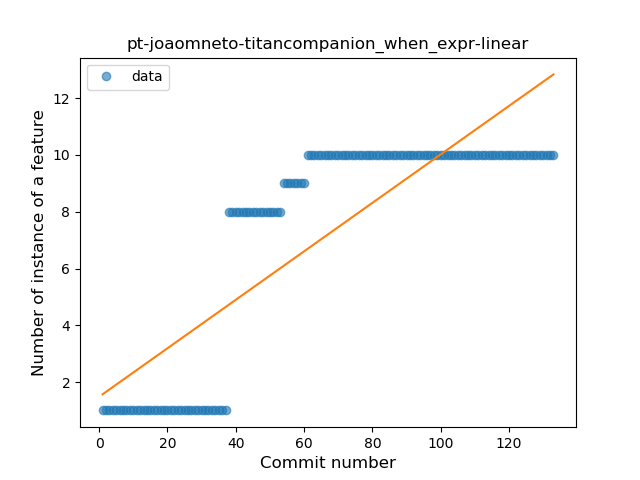 pt-joaomneto-titancompanion_when_expr-linear
data
Number of instance of a feature
12
10
8
6
4
2
0 20 40 60 80 100 120
Commit number